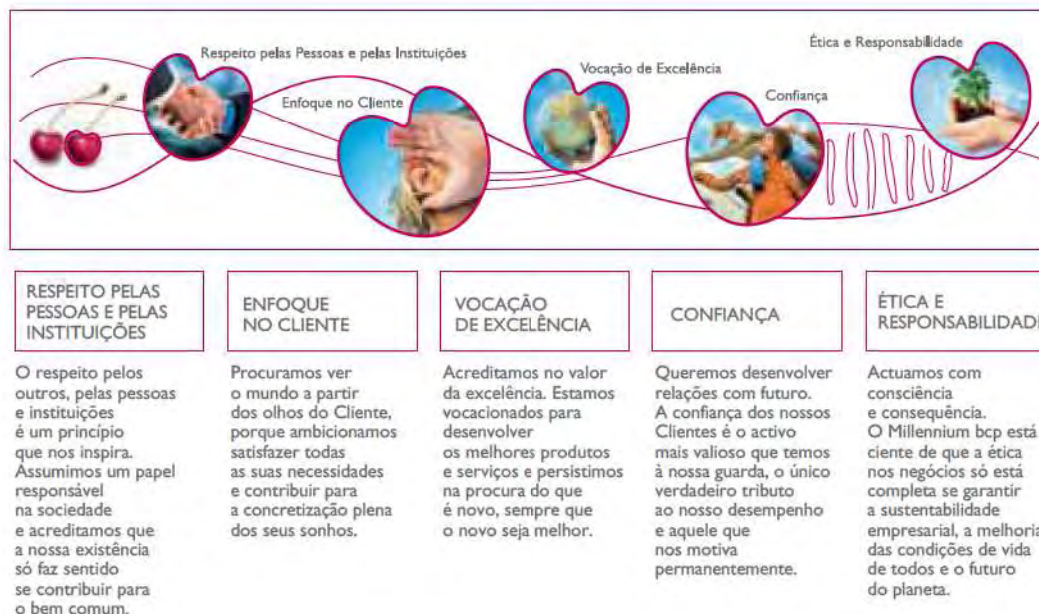 Respeito pelas Pessoas e pelas Instituições
Enfoque no Cliente
Vocação de Excelência
Confiança
Ética e Responsabilidade
RESPEITO PELAS
PESSOAS E PELAS
INSTITUIÇÕES
O respeito pelos
outros, pelas pessoas
e instituições
é um princípio
que nos inspira.
Assumimos um papel
responsável
na sociedade
e acreditamos que
a nossa existência
só faz sentido
se contribuir para
o bem comum.
ENFOQUE
NO CLIENTE
Procuramos ver
o mundo a partir
dos olhos do Cliente,
porque ambicionamos
satisfazer todas
as suas necessidades
e contribuir para
a concretização plena
dos seus sonhos.
VOCAÇÃO
DE EXCELÊNCIA
Acreditamos no valor
da excelência. Estamos
vocacionados para
desenvolver
os melhores produtos
e serviços e persistimos
na procura do que
é novo, sempre que
o novo seja melhor.
CONFIANÇA
Queremos desenvolver
relações com futuro.
A confiança dos nossos
Clientes é o activo
mais valioso que temos
à nossa guarda, o único
verdadeiro tributo
ao nosso desempenho
e aquele que
nos motiva
permanentemente.
ÉTICA E
RESPONSABILIDADE
Actuamos com
consciência
e consequência.
O Millennium bcp está
ciente de que a ética
nos negócios só está
completa se garantir
a sustentabilidade
empresarial, a melhoria
das condições de vida
de todos e o futuro
do planeta.